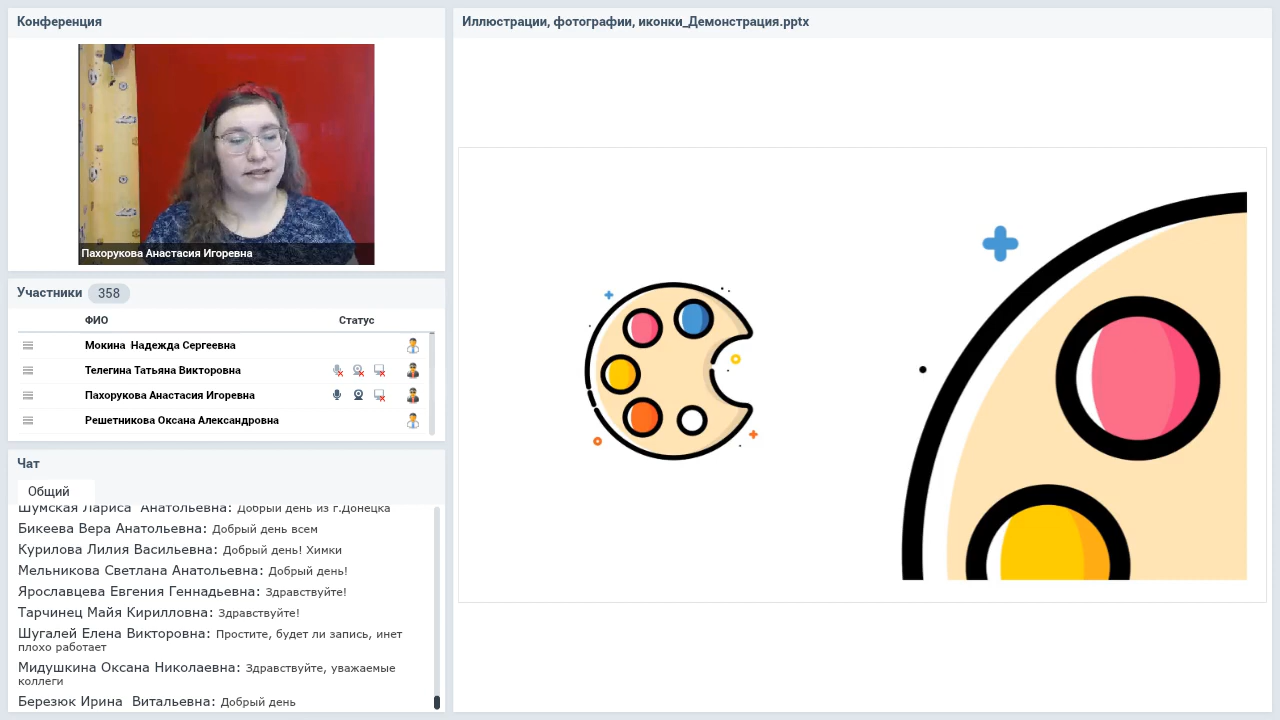 Конференция
Пахорукова Анастасия Игоревна
Участники 358
ФИО Статус
Мокина Надежда Сергеевна
Телегина Татьяна Викторовна
Пахорукова Анастасия Игоревна
Решетникова Оксана Александровна
Чат
Общий
Шумская Лариса Анатольевна: Добрый день из г.Донецка
Бикеева Вера Анатольевна: Добрый день всем
Курилова Лилия Васильевна: Добрый день! Химки
Мельникова Светлана Анатольевна: Добрый день!
Ярославцева Евгения Геннадьевна: Здравствуйте!
Тарчинец Майя Кирилловна: Здравствуйте!
Шугалей Елена Викторовна: Простите, будет ли запись, инет
плохо работает
Мидушкина Оксана Николаевна: Здравствуйте, уважаемые
коллеги
Березюк Ирина Витальевна: Добрый день
Иллюстрации, фотографии, иконки_Демонстрация.pptx